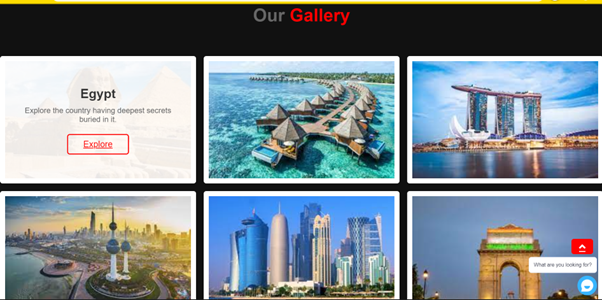 Our Gallery
Egypt
Explore the country having deepest secrets
buried in it.
Explore
What are you looking for?